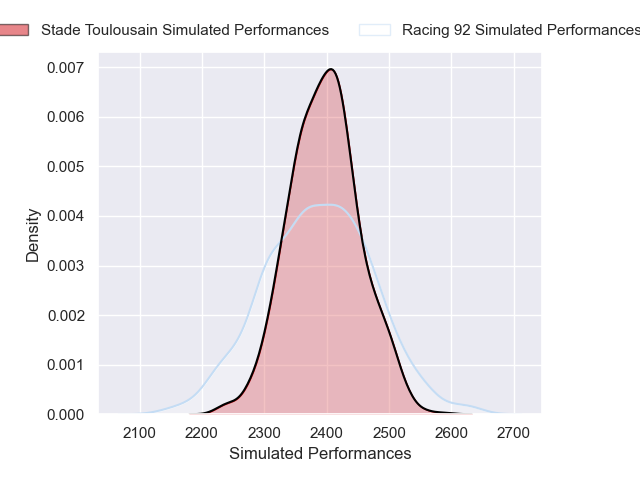 Stade Toulousain Simulated Performances Racing 92 Simulated Performances
0.007
0.006
0.005
0.004
0.003
0.002
0.001
0.000
Density
2100 2200 2300 2400 2500 2600 2700
Simulated Performances